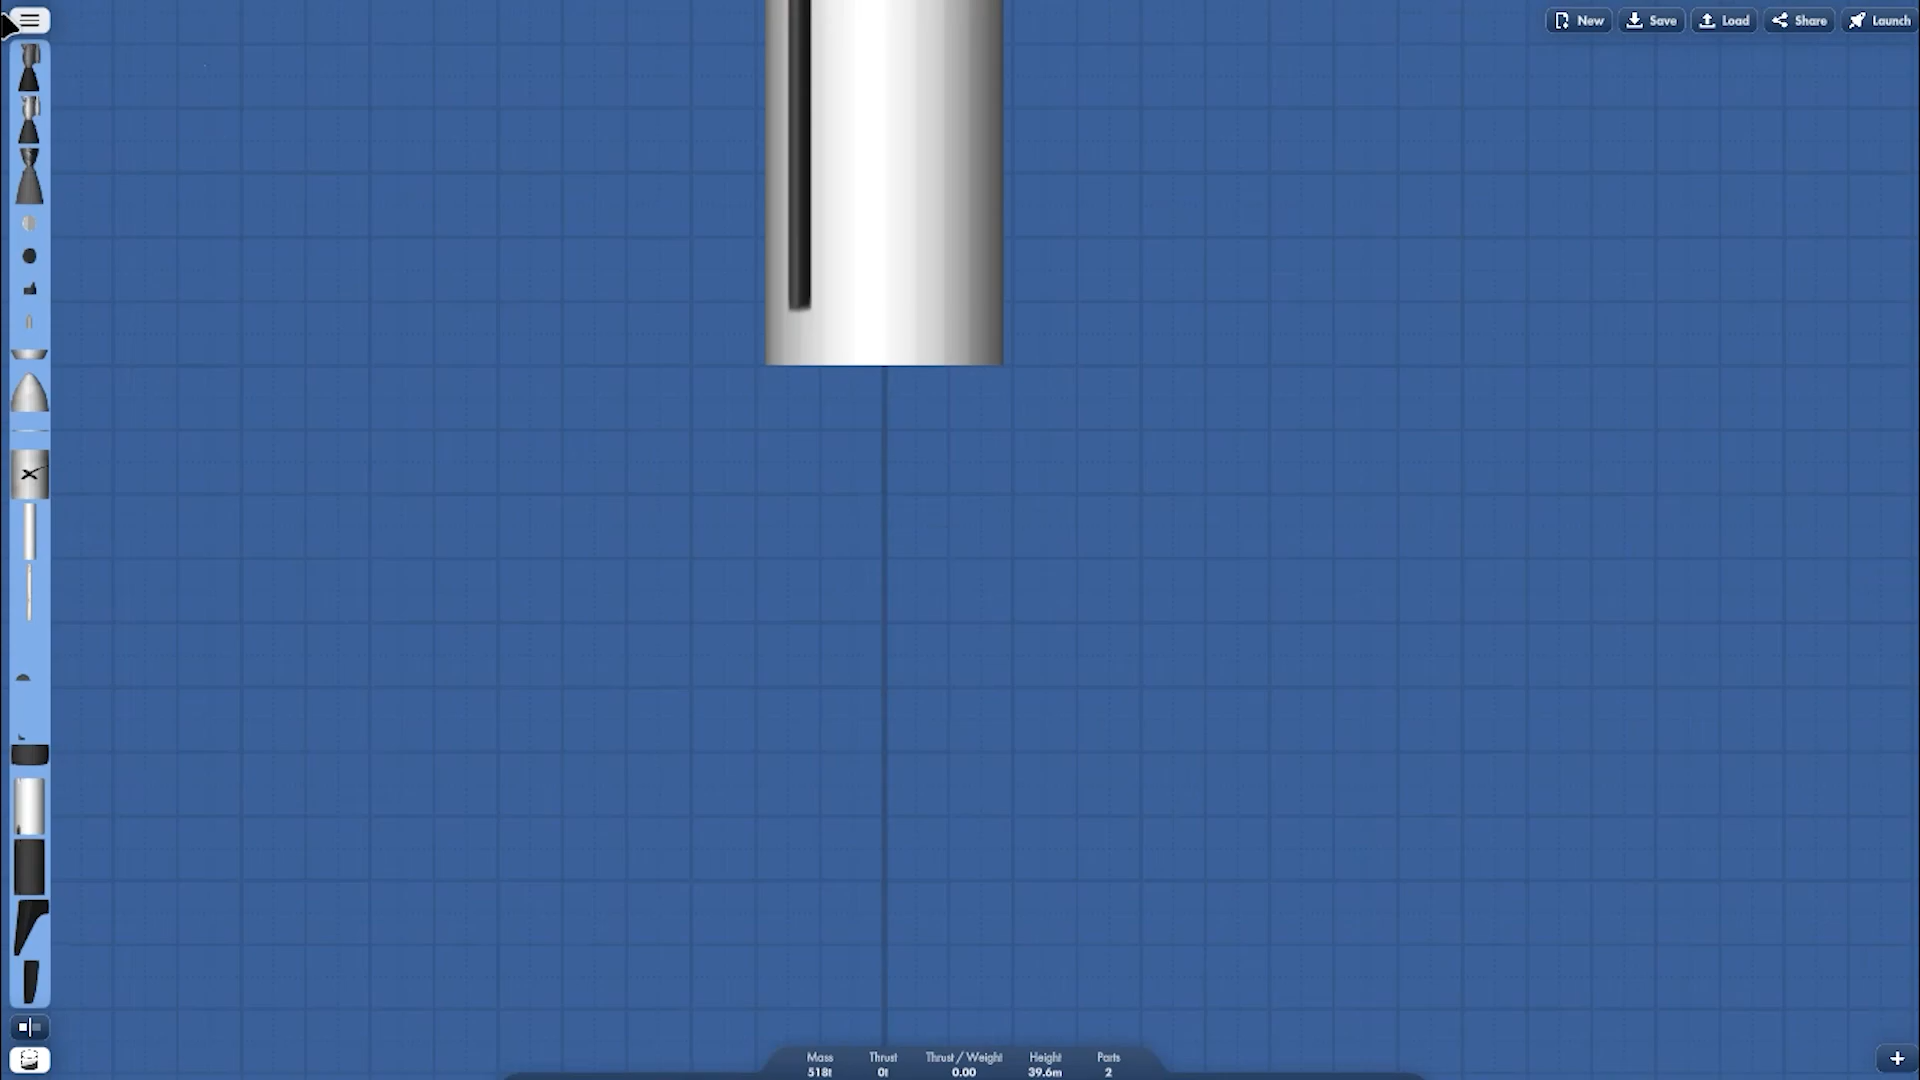 New Save Load Share Launch
Mass Thrust Thrust / Weight Height Parts
518t 0t 0.00 39.6m 2